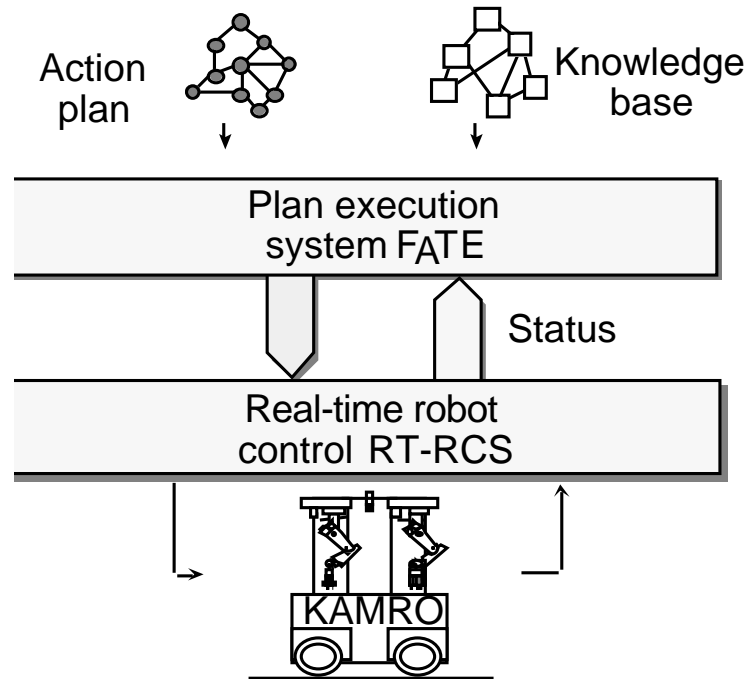 Action
plan
Knowledge
base
Plan execution
system FATE
Status
Real-time robot
control RT-RCS
KAMRO